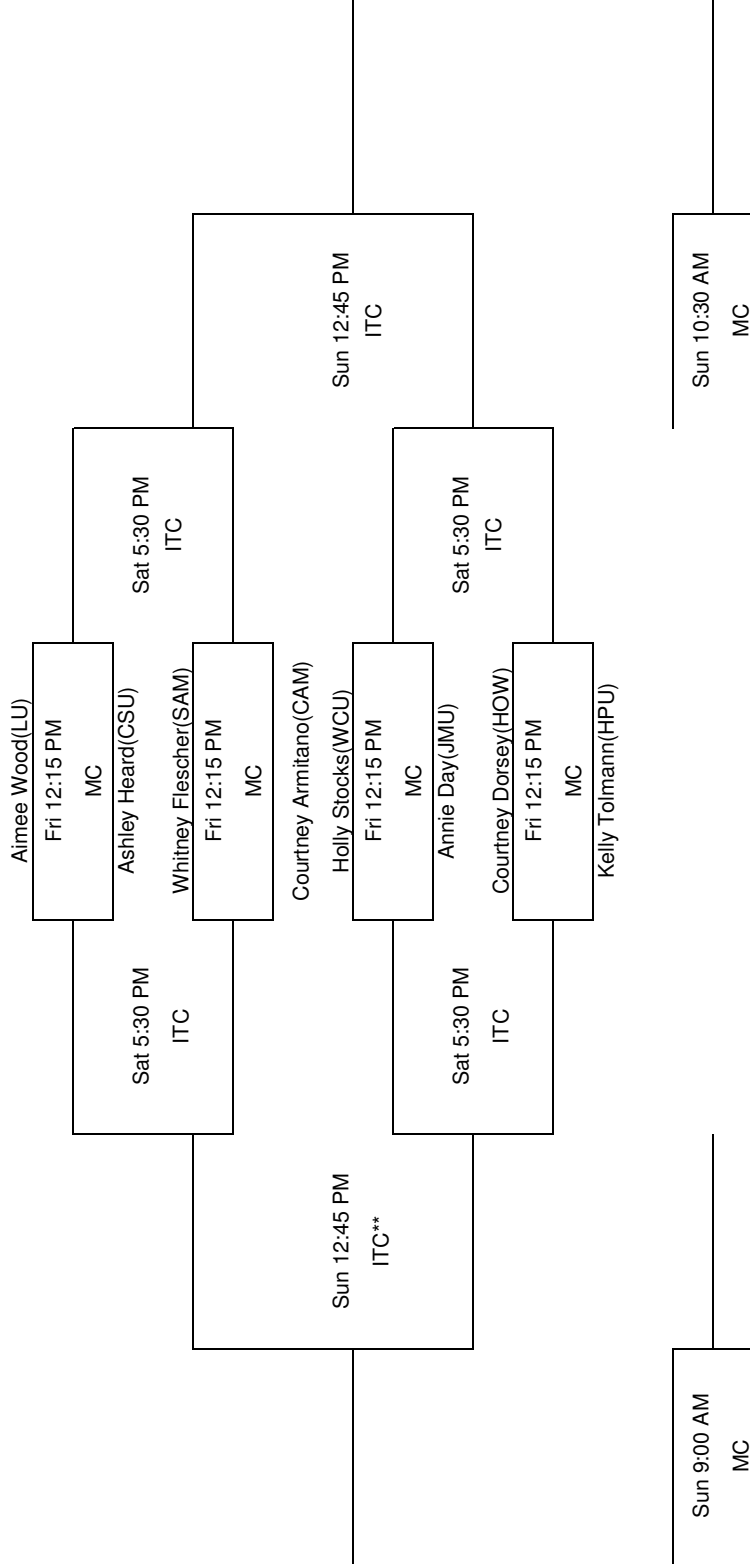 Aimee Wood(LU)
Fri 12:15 PM
MC
Ashley Heard(CSU)
Whitney Flescher(SAM)
Fri 12:15 PM
MC
Courtney Armitano(CAM)
Holly Stocks(WCU)
Fri 12:15 PM
MC
Annie Day(JMU)
Courtney Dorsey(HOW)
Fri 12:15 PM
MC
Kelly Tolmann(HPU)
Sat 5:30 PM
ITC
Sat 5:30 PM
ITC
Sun 12:45 PM
ITC
Sun 10:30 AM
MC
Sat 5:30 PM
ITC
Sat 5:30 PM
ITC
Sun 12:45 PM
ITC**
Sun 9:00 AM
MC